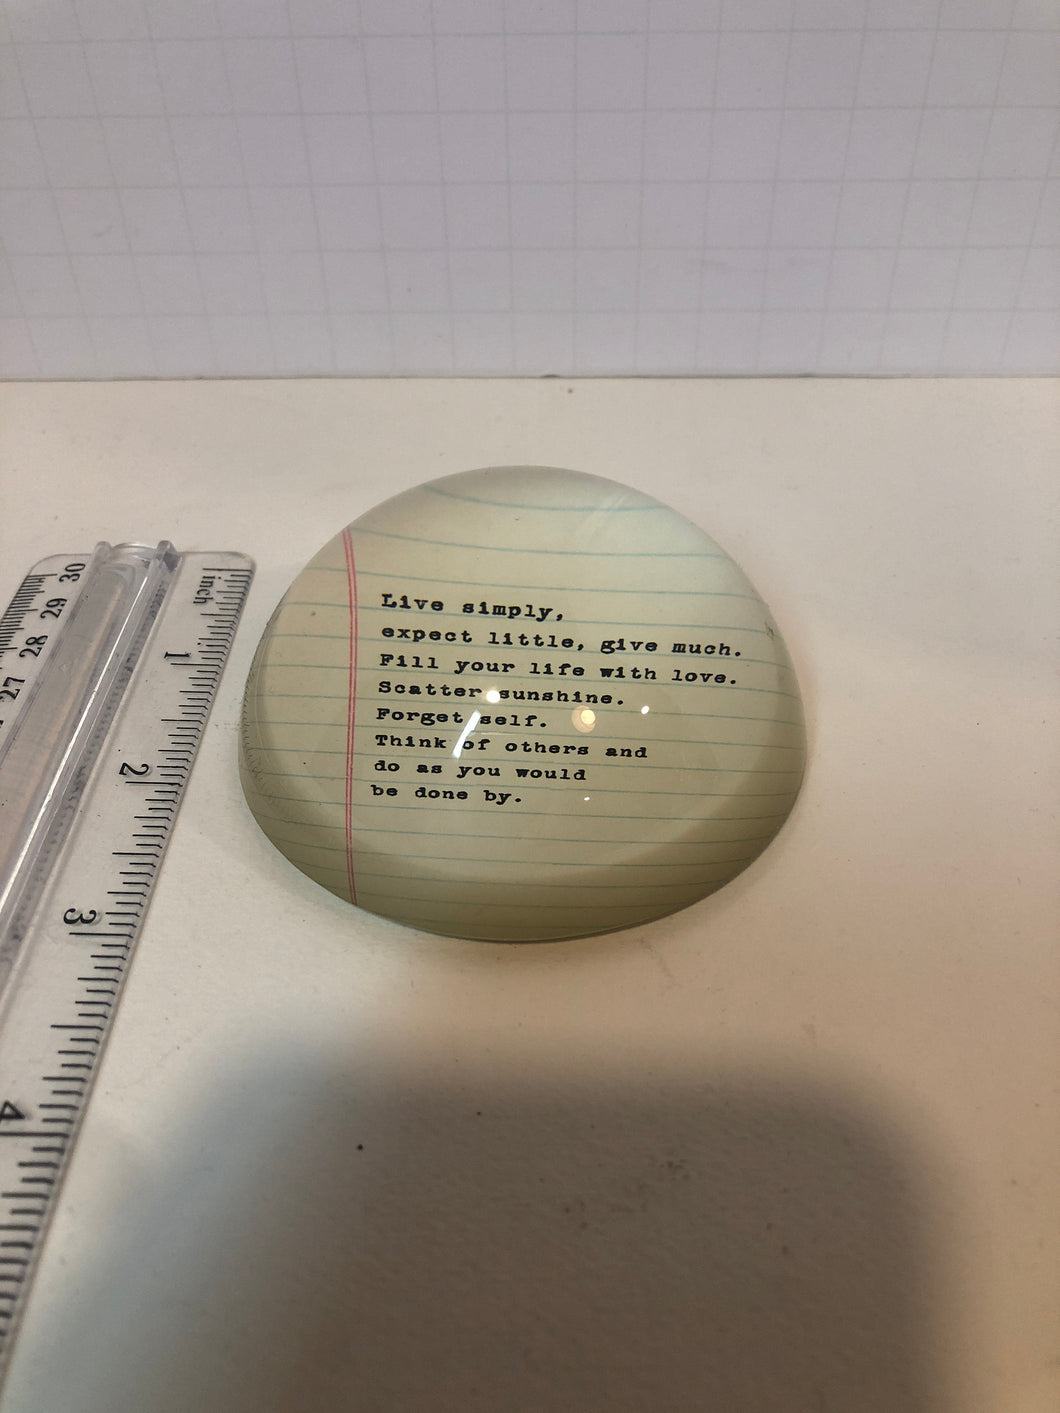 Live simply,
expect little, give much.
Fill your life with love.
Scatter sunshine.
Forget self.
Think of others and
do as you would
be done by.
inch
1
2
3
4
30
29
28
27